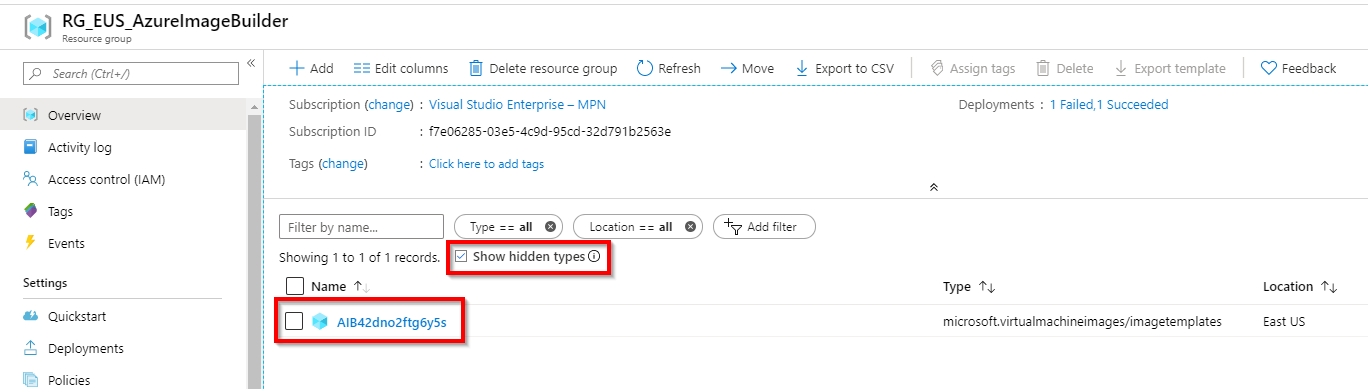 RG_EUS_AzureImageBuilder
Resource group
Search (Ctrl+/)
Overview
Activity log
Access control (IAM)
Tags
Events
Settings
Quickstart
Deployments
Policies
Add Edit columns Delete resource group Refresh Move Export to CSV Assign tags Delete Export template Feedback
Subscription (change) : Visual Studio Enterprise – MPN Deployments : 1 Failed,1 Succeeded
Subscription ID : f7e06285-03e5-4c9d-95cd-32d791b2563e
Tags (change) : Click here to add tags
Filter by name... Type == all Location == all Add filter
Showing 1 to 1 of 1 records. Show hidden types
Name Type Location
AIB42dno2ftg6y5s microsoft.virtualmachineimages/imagetemplates East US